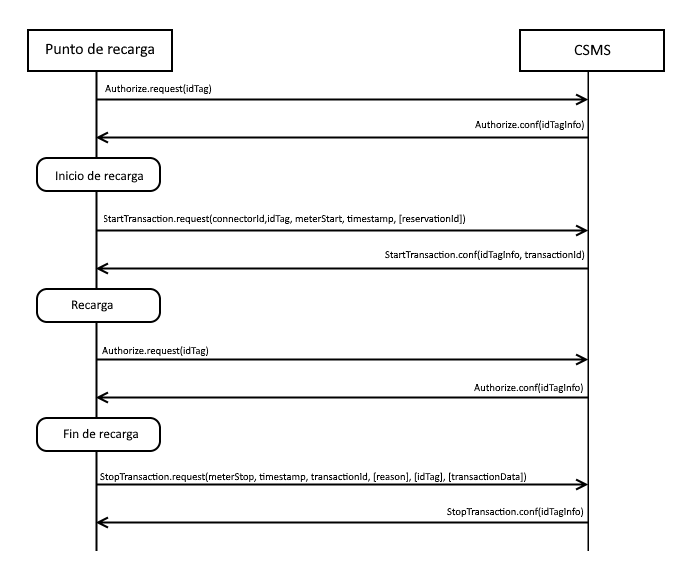 Punto de recarga
CSMS
Authorize.request(idTag)
Authorize.conf(idTagInfo)
Inicio de recarga
StartTransaction.request(connectorId,idTag, meterStart, timestamp, [reservationId])
StartTransaction.conf(idTagInfo, transactionId)
Recarga
Authorize.request(idTag)
Authorize.conf(idTagInfo)
Fin de recarga
StopTransaction.request(meterStop, timestamp, transactionId, [reason], [idTag], [transactionData])
StopTransaction.conf(idTagInfo)